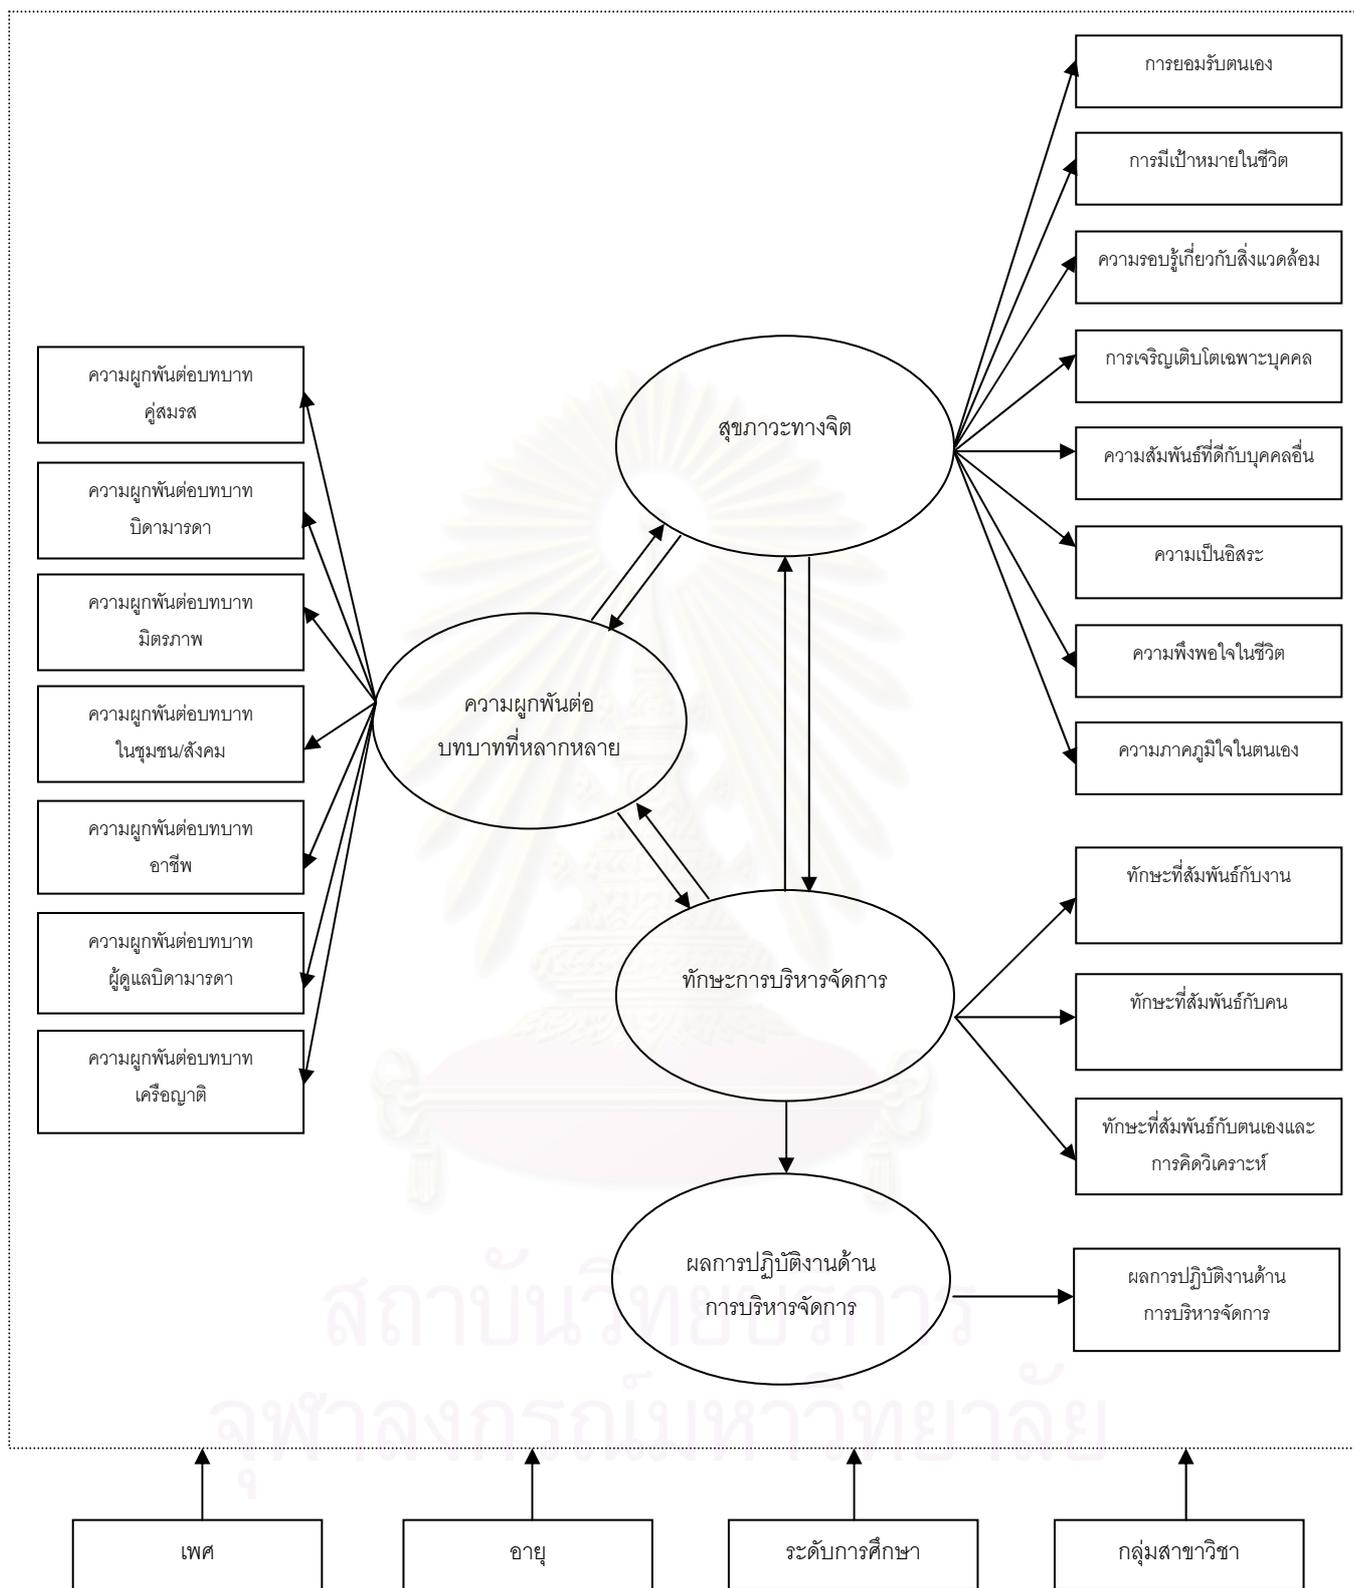 การยอมรับตนเอง
การมีเป้าหมายในชีวิต
ความรอบรู้เกี่ยวกับสิ่งแวดล้อม
การเจริญเติบโตเฉพาะบุคคล
ความสัมพันธ์ที่ดีกับบุคคลอื่น
ความเป็นอิสระ
ความพึงพอใจในชีวิต
ความภาคภูมิใจในตนเอง
สุขภาวะทางจิต
ความผูกพันต่อบทบาท
คู่สมรส
ความผูกพันต่อบทบาท
บิดามารดา
ความผูกพันต่อบทบาท
มิตรภาพ
ความผูกพันต่อบทบาท
ในชุมชน/สังคม
ความผูกพันต่อบทบาท
อาชีพ
ความผูกพันต่อบทบาท
ผู้ดูแลบิดามารดา
ความผูกพันต่อบทบาท
เครือญาติ
ความผูกพันต่อ
บทบาทที่หลากหลาย
ทักษะการบริหารจัดการ
ทักษะที่สัมพันธ์กับงาน
ทักษะที่สัมพันธ์กับคน
ทักษะที่สัมพันธ์กับตนเองและ
การคิดวิเคราะห์
ผลการปฏิบัติงานด้าน
การบริหารจัดการ
ผลการปฏิบัติงานด้าน
การบริหารจัดการ
สถาบันวิทยบริการ
จุฬาลงกรณ์มหาวิทยาลัย
เพศ
อายุ
ระดับการศึกษา
กลุ่มสาขาวิชา